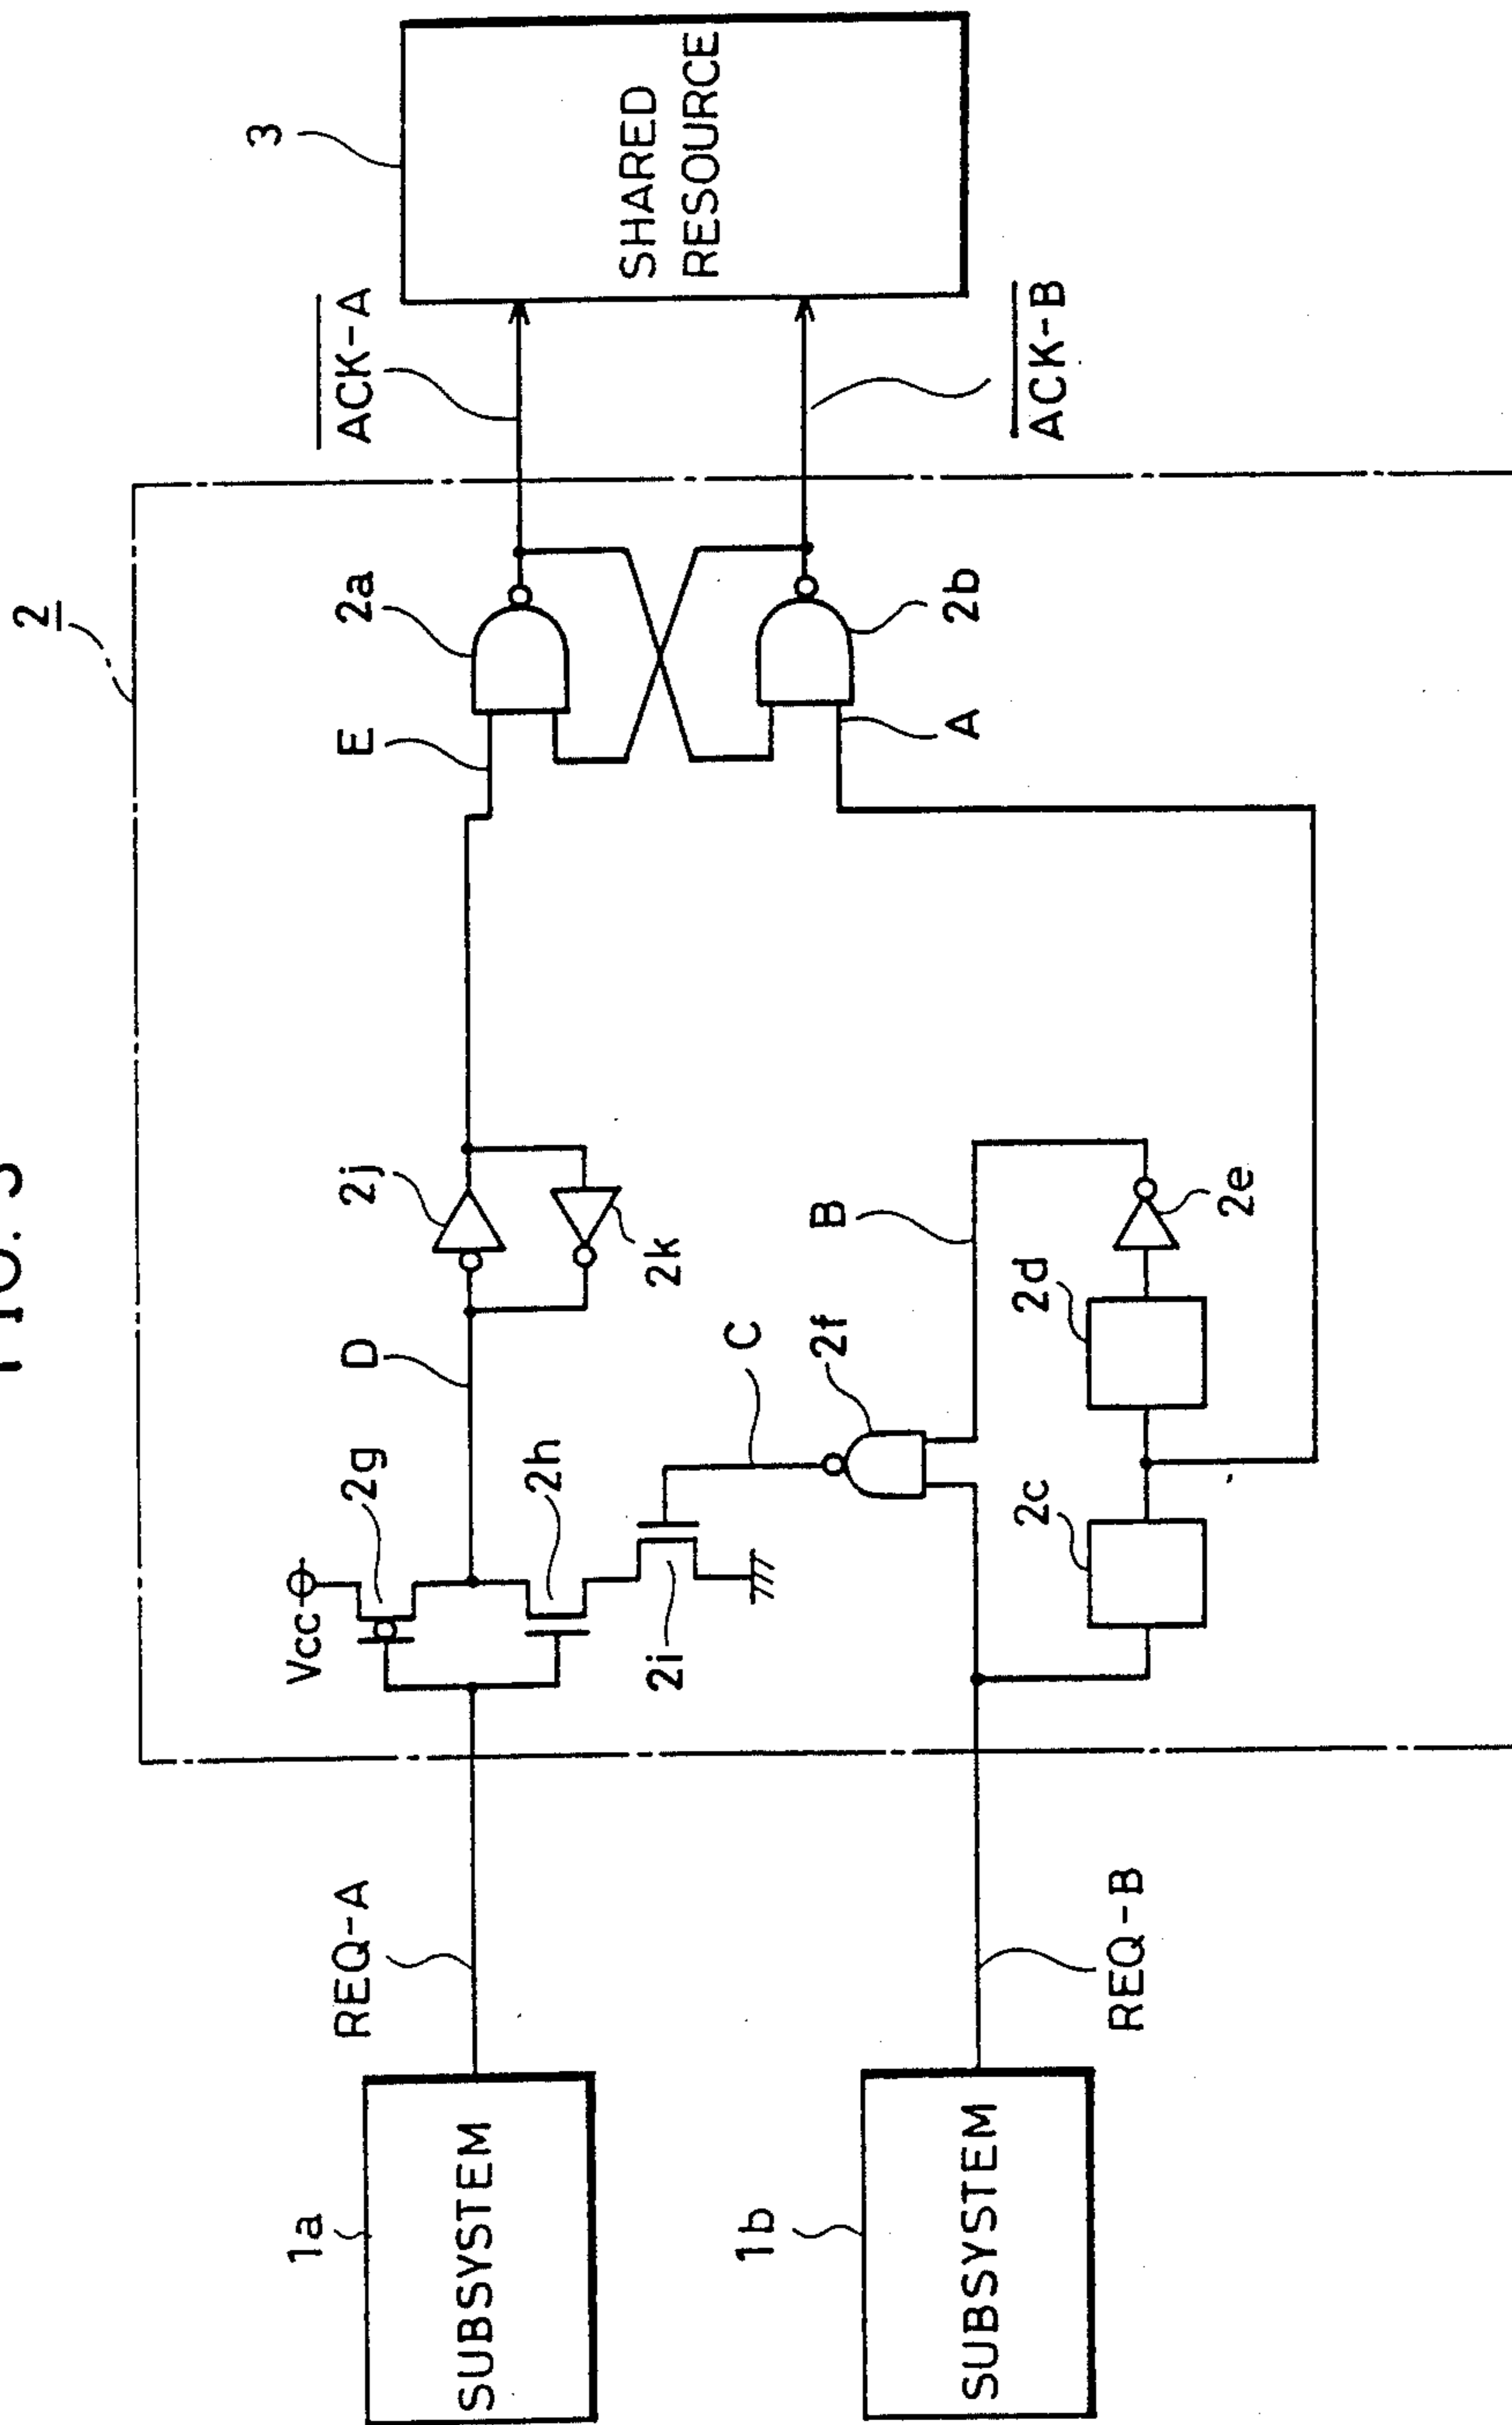 FIG. 3
2
1a
SUBSYSTEM
REQ-A
Vcc
2g
2h
2i
D
2j
2k
E
2a
ACK-A
3
SHARED
RESOURCE
1b
SUBSYSTEM
REQ-B
C
2f
B
2c
2d
2e
A
2b
ACK-B